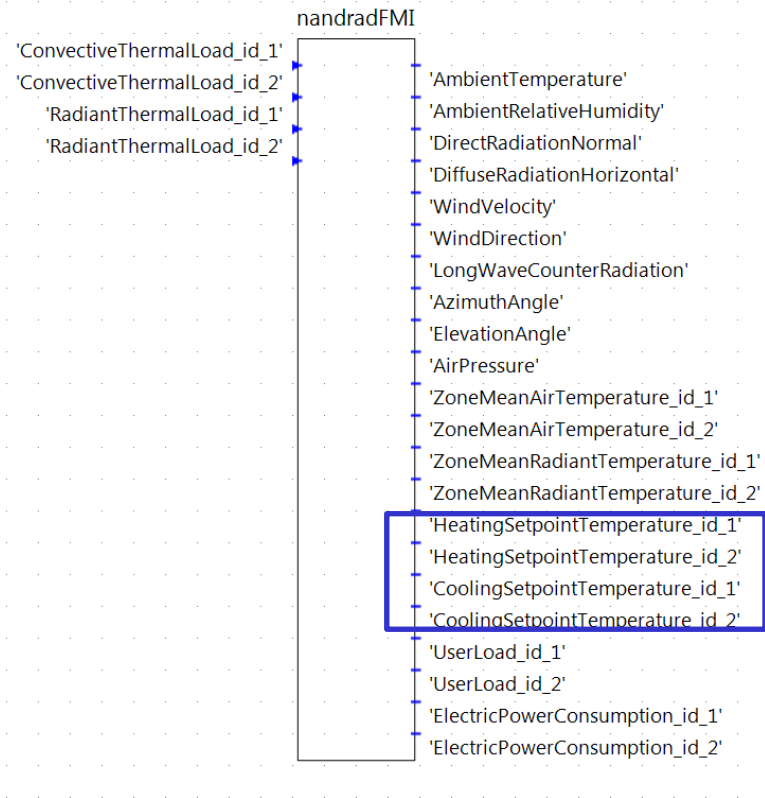 nandradFMI
'ConvectiveThermalLoad_id_1'
'ConvectiveThermalLoad_id_2'
'RadiantThermalLoad_id_1'
'RadiantThermalLoad_id_2'
'AmbientTemperature'
'AmbientRelativeHumidity'
'DirectRadiationNormal'
'DiffuseRadiationHorizontal'
'WindVelocity'
'WindDirection'
'LongWaveCounterRadiation'
'AzimuthAngle'
'ElevationAngle'
'AirPressure'
'ZoneMeanAirTemperature_id_1'
'ZoneMeanAirTemperature_id_2'
'ZoneMeanRadiantTemperature_id_1'
'ZoneMeanRadiantTemperature_id_2'
'HeatingSetpointTemperature_id_1'
'HeatingSetpointTemperature_id_2'
'CoolingSetpointTemperature_id_1'
'CoolingSetpointTemperature_id_2'
'UserLoad_id_1'
'UserLoad_id_2'
'ElectricPowerConsumption_id_1'
'ElectricPowerConsumption_id_2'